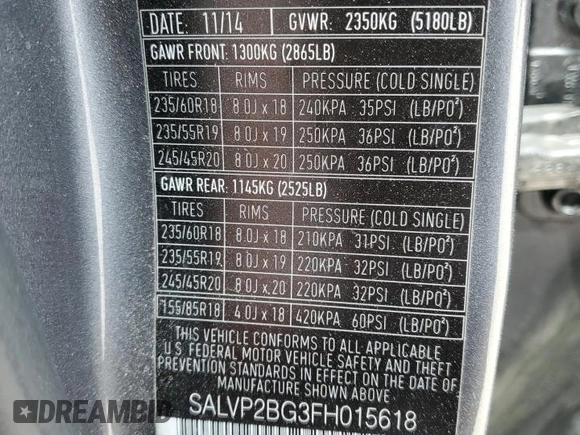 DATE: 11/14 GVWR: 2350KG (5180LB)
GAWR FRONT: 1300KG (2865LB)
TIRES RIMS PRESSURE (COLD SINGLE)
235/60R18 8.0J x 18 240KPA 35PSI (LB/PO²)
235/55R19 8.0J x 19 250KPA 36PSI (LB/PO²)
245/45R20 8.0J x 20 250KPA 36PSI (LB/PO²)
GAWR REAR: 1145KG (2525LB)
TIRES RIMS PRESSURE (COLD SINGLE)
235/60R18 8.0J x 18 210KPA 31PSI (LB/PO²)
235/55R19 8.0J x 19 220KPA 32PSI (LB/PO²)
245/45R20 8.0J x 20 220KPA 32PSI (LB/PO²)
155/85R18 4.0J x 18 420KPA 60PSI (LB/PO²)
THIS VEHICLE CONFORMS TO ALL APPLICABLE
U.S. FEDERAL MOTOR VEHICLE SAFETY AND THEFT
PREVENTION STANDARDS IN EFFECT ON THE DATE
OF MANUFACTURE SHOWN ABOVE.
SALVP2BG3FH015618
DEALER'S CLUB